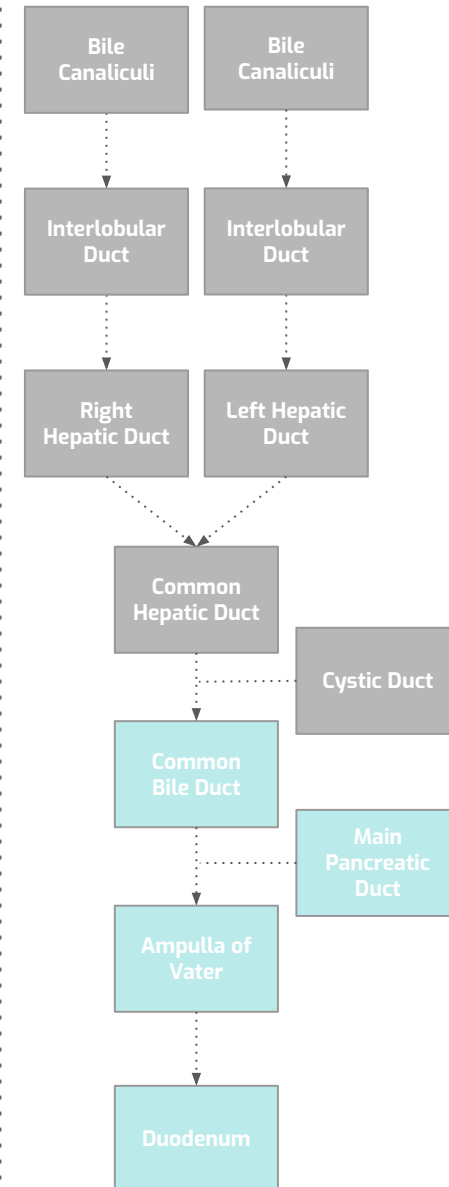 Bile
Canaliculi
Bile
Canaliculi
Interlobular
Duct
Interlobular
Duct
Right
Hepatic Duct
Left Hepatic
Duct
Common
Hepatic Duct
Cystic Duct
Common
Bile Duct
Main
Pancreatic
Duct
Ampulla of
Vater
Duodenum